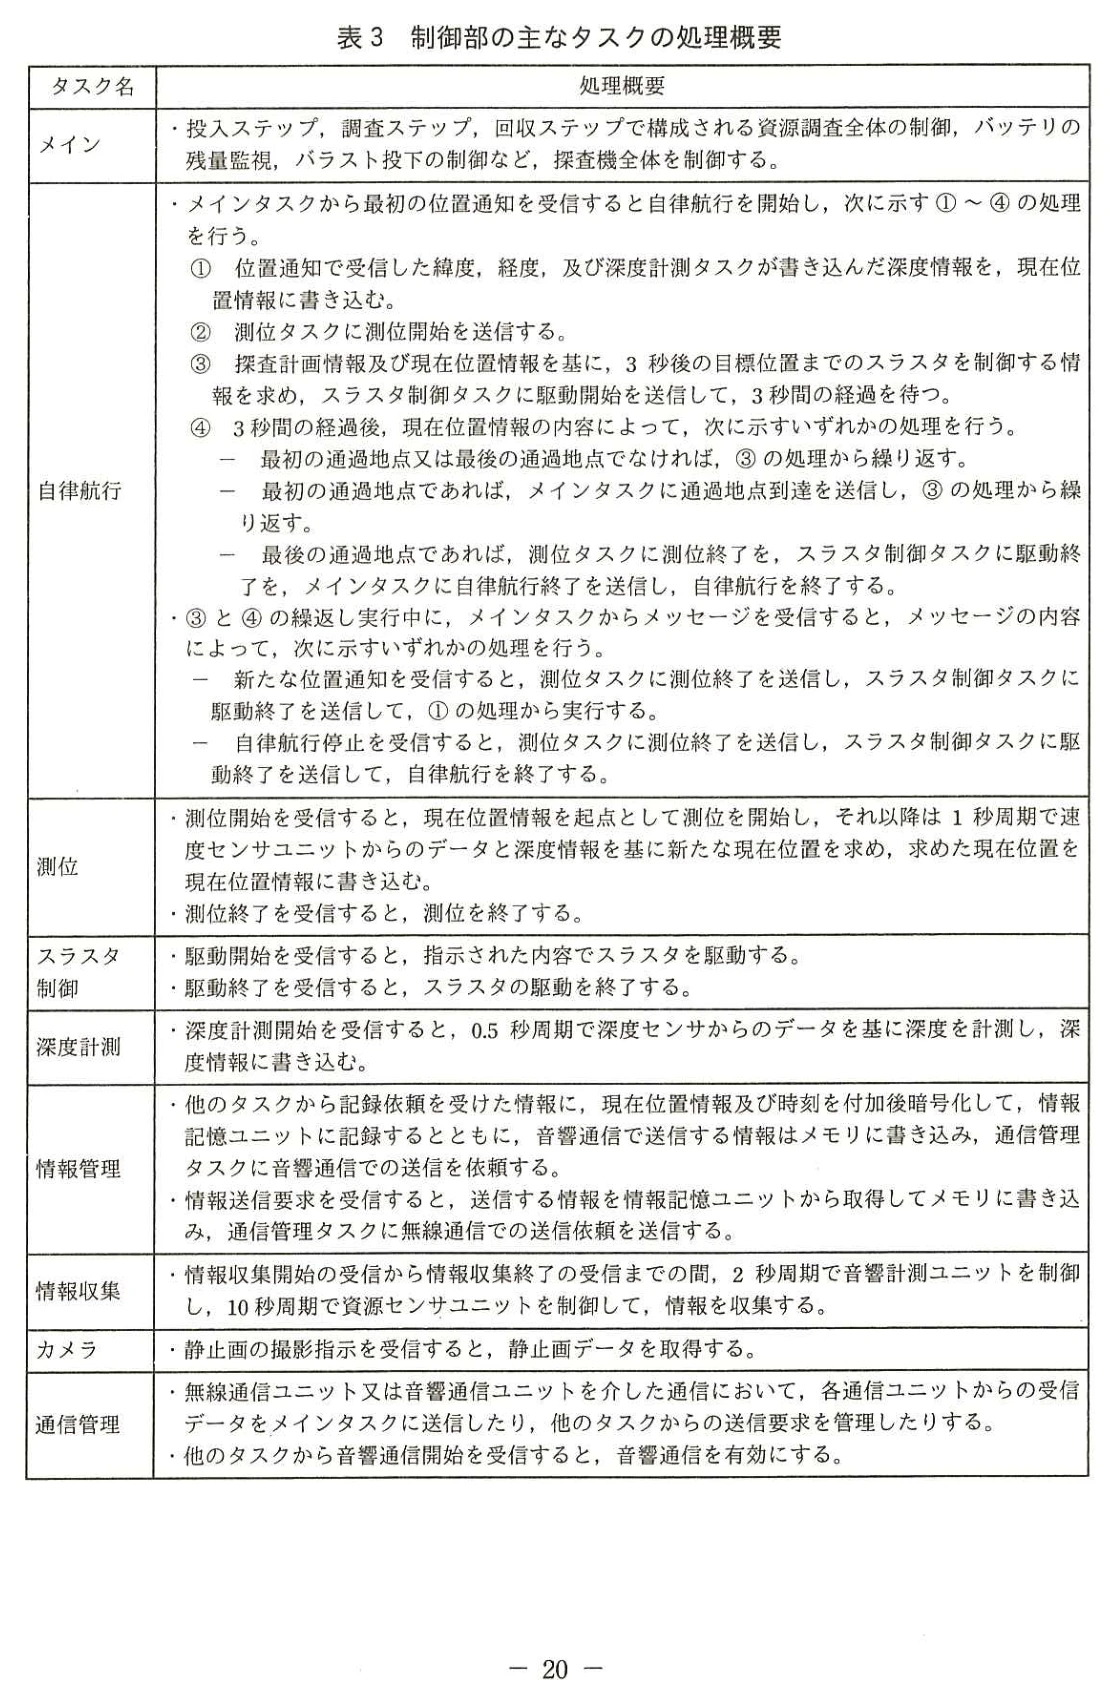 表3 制御部の主なタスクの処理概要
タスク名 処理概要
メイン
・投入ステップ，調査ステップ，回収ステップで構成される資源調査全体の制御，バッテリの
残量監視，バラスト投下の制御など，探査機全体を制御する。
自律航行
・メインタスクから最初の位置通知を受信すると自律航行を開始し，次に示す①～④の処理
を行う。
① 位置通知で受信した緯度，経度，及び深度計測タスクが書き込んだ深度情報を，現在位
置情報に書き込む。
② 測位タスクに測位開始を送信する。
③ 探査計画情報及び現在位置情報を基に，3秒後の目標位置までのスラスタを制御する情
報を求め，スラスタ制御タスクに駆動開始を送信して，3秒間の経過を待つ。
④ 3秒間の経過後，現在位置情報の内容によって，次に示すいずれかの処理を行う。
－ 最初の通過地点又は最後の通過地点でなければ，③の処理から繰り返す。
－ 最初の通過地点であれば，メインタスクに通過地点到達を送信し，③の処理から繰
り返す。
－ 最後の通過地点であれば，測位タスクに測位終了を，スラスタ制御タスクに駆動終
了を，メインタスクに自律航行終了を送信し，自律航行を終了する。
・③と④の繰返し実行中に，メインタスクからメッセージを受信すると，メッセージの内容
によって，次に示すいずれかの処理を行う。
－ 新たな位置通知を受信すると，測位タスクに測位終了を送信し，スラスタ制御タスクに
駆動終了を送信して，①の処理から実行する。
－ 自律航行停止を受信すると，測位タスクに測位終了を送信し，スラスタ制御タスクに駆
動終了を送信して，自律航行を終了する。
測位
・測位開始を受信すると，現在位置情報を起点として測位を開始し，それ以降は1秒周期で速
度センサユニットからのデータと深度情報を基に新たな現在位置を求め，求めた現在位置を
現在位置情報に書き込む。
・測位終了を受信すると，測位を終了する。
スラスタ
制御
・駆動開始を受信すると，指示された内容でスラスタを駆動する。
・駆動終了を受信すると，スラスタの駆動を終了する。
深度計測
・深度計測開始を受信すると，0.5秒周期で深度センサからのデータを基に深度を計測し，深
度情報に書き込む。
情報管理
・他のタスクから記録依頼を受けた情報に，現在位置情報及び時刻を付加後暗号化して，情報
記憶ユニットに記録するとともに，音響通信で送信する情報はメモリに書き込み，通信管理
タスクに音響通信での送信を依頼する。
・情報送信要求を受信すると，送信する情報を情報記憶ユニットから取得してメモリに書き込
み，通信管理タスクに無線通信での送信依頼を送信する。
情報収集
・情報収集開始の受信から情報収集終了の受信までの間，2秒周期で音響計測ユニットを制御
し，10秒周期で資源センサユニットを制御して，情報を収集する。
カメラ
・静止画の撮影指示を受信すると，静止画データを取得する。
通信管理
・無線通信ユニット又は音響通信ユニットを介した通信において，各通信ユニットからの受信
データをメインタスクに送信したり，他のタスクからの送信要求を管理したりする。
・他のタスクから音響通信開始を受信すると，音響通信を有効にする。
－ 20 －